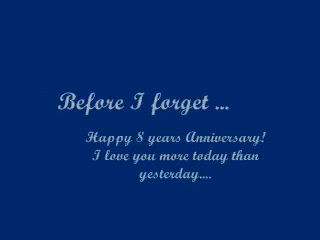 Before I forget ...
Happy 8 years Anniversary!
I love you more today than
yesterday....